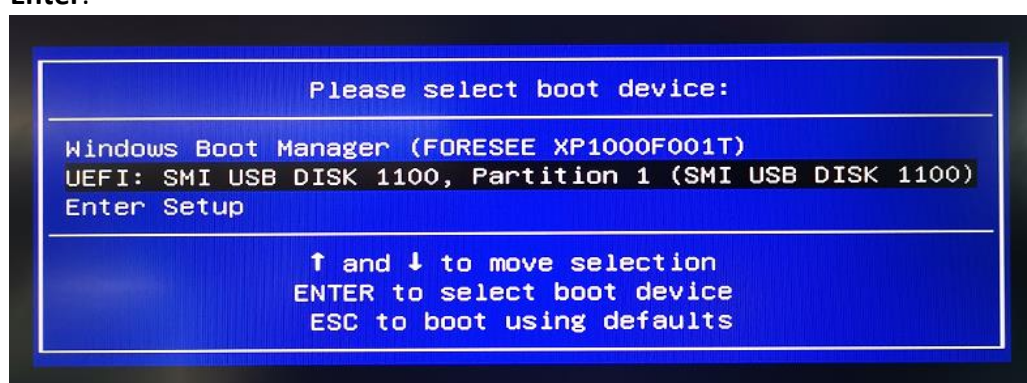 Enter.
Please select boot device:
Windows Boot Manager (FORESEE XP1000F001T)
UEFI: SMI USB DISK 1100, Partition 1 (SMI USB DISK 1100)
Enter Setup
↑ and ↓ to move selection
ENTER to select boot device
ESC to boot using defaults